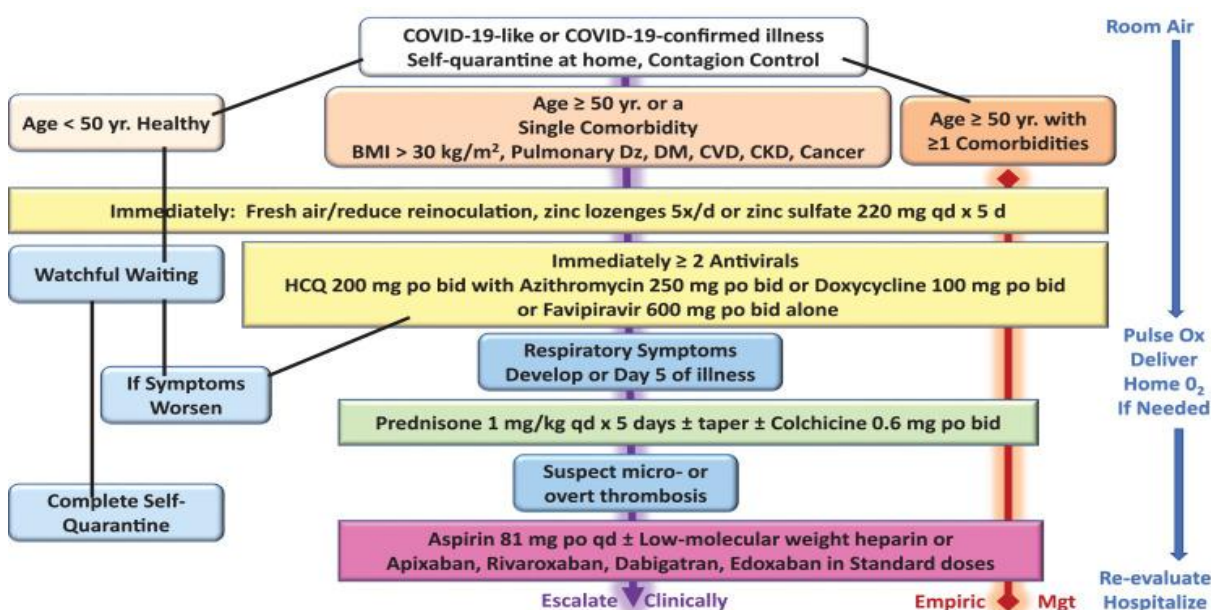 COVID-19-like or COVID-19-confirmed illness
Self-quarantine at home, Contagion Control
Room Air
Age < 50 yr. Healthy
Age ≥ 50 yr. or a
Single Comorbidity
BMI > 30 kg/m², Pulmonary Dz, DM, CVD, CKD, Cancer
Age ≥ 50 yr. with
≥1 Comorbidities
Immediately: Fresh air/reduce reinoculation, zinc lozenges 5x/d or zinc sulfate 220 mg qd x 5 d
Watchful Waiting
Immediately ≥ 2 Antivirals
HCQ 200 mg po bid with Azithromycin 250 mg po bid or Doxycycline 100 mg po bid
or Favipiravir 600 mg po bid alone
Pulse Ox
Deliver
Home 0₂
If Needed
If Symptoms
Worsen
Respiratory Symptoms
Develop or Day 5 of illness
Prednisone 1 mg/kg qd x 5 days ± taper ± Colchicine 0.6 mg po bid
Suspect micro- or
overt thrombosis
Complete Self-
Quarantine
Aspirin 81 mg po qd ± Low-molecular weight heparin or
Apixaban, Rivaroxaban, Dabigatran, Edoxaban in Standard doses
Escalate Clinically
Empiric Mgt
Re-evaluate
Hospitalize